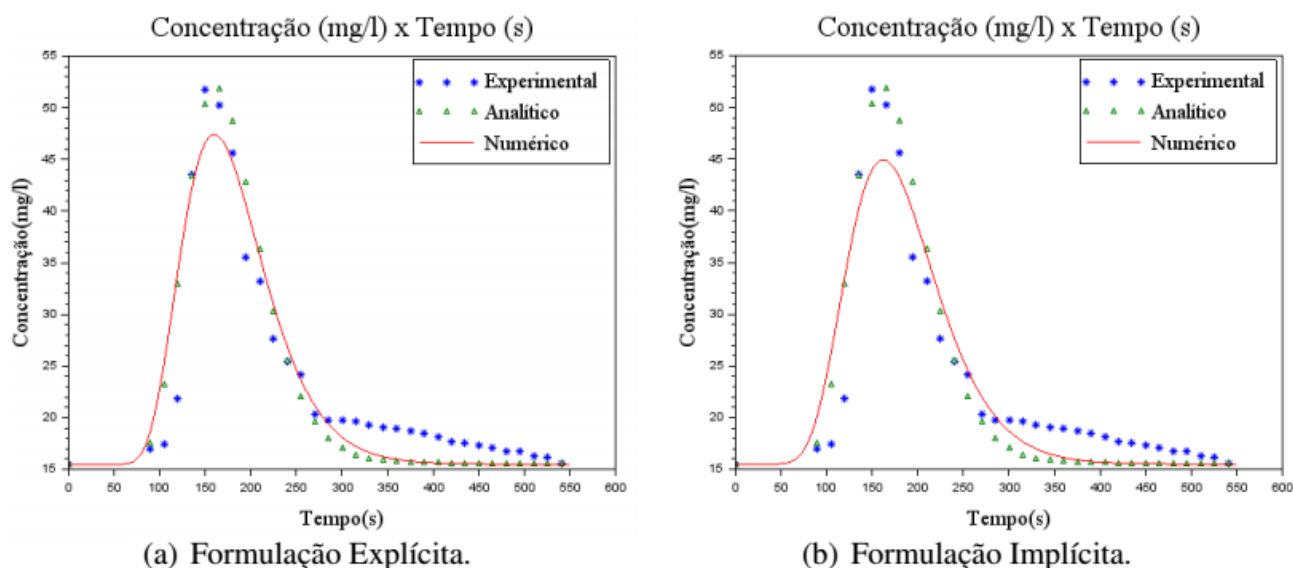 Concentração (mg/l) x Tempo (s)
Experimental
Analítico
Numérico
Concentração(mg/l)
55
50
45
40
35
30
25
20
15
0 50 100 150 200 250 300 350 400 450 500 550 600
Tempo(s)
(a) Formulação Explícita.
Concentração (mg/l) x Tempo (s)
Experimental
Analítico
Numérico
Concentração(mg/l)
55
50
45
40
35
30
25
20
15
0 50 100 150 200 250 300 350 400 450 500 550 600
Tempo(s)
(b) Formulação Implícita.